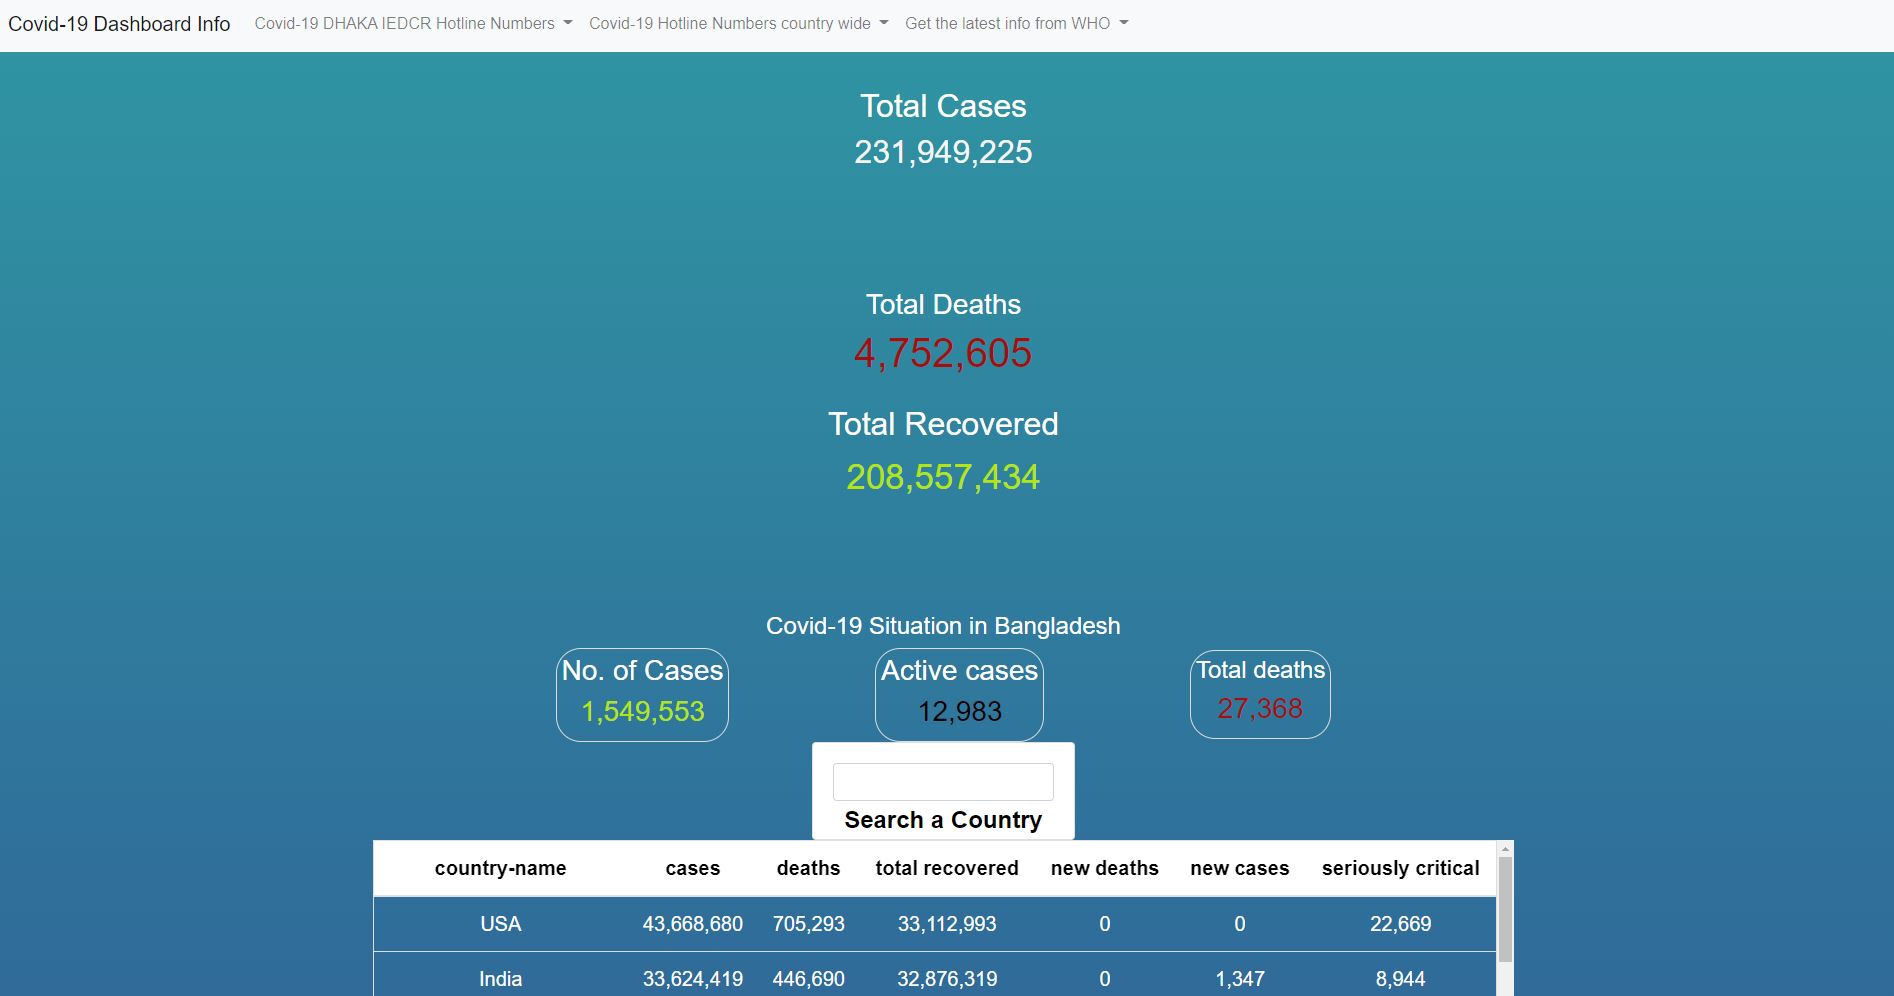 Covid-19 Dashboard Info Covid-19 DHAKA IEDCR Hotline Numbers Covid-19 Hotline Numbers country wide Get the latest info from WHO
Total Cases
231,949,225
Total Deaths
4,752,605
Total Recovered
208,557,434
Covid-19 Situation in Bangladesh
No. of Cases Active cases Total deaths
1,549,553 12,983 27,368
Search a Country
country-name cases deaths total recovered new deaths new cases seriously critical
USA 43,668,680 705,293 33,112,993 0 0 22,669
India 33,624,419 446,690 32,876,319 0 1,347 8,944